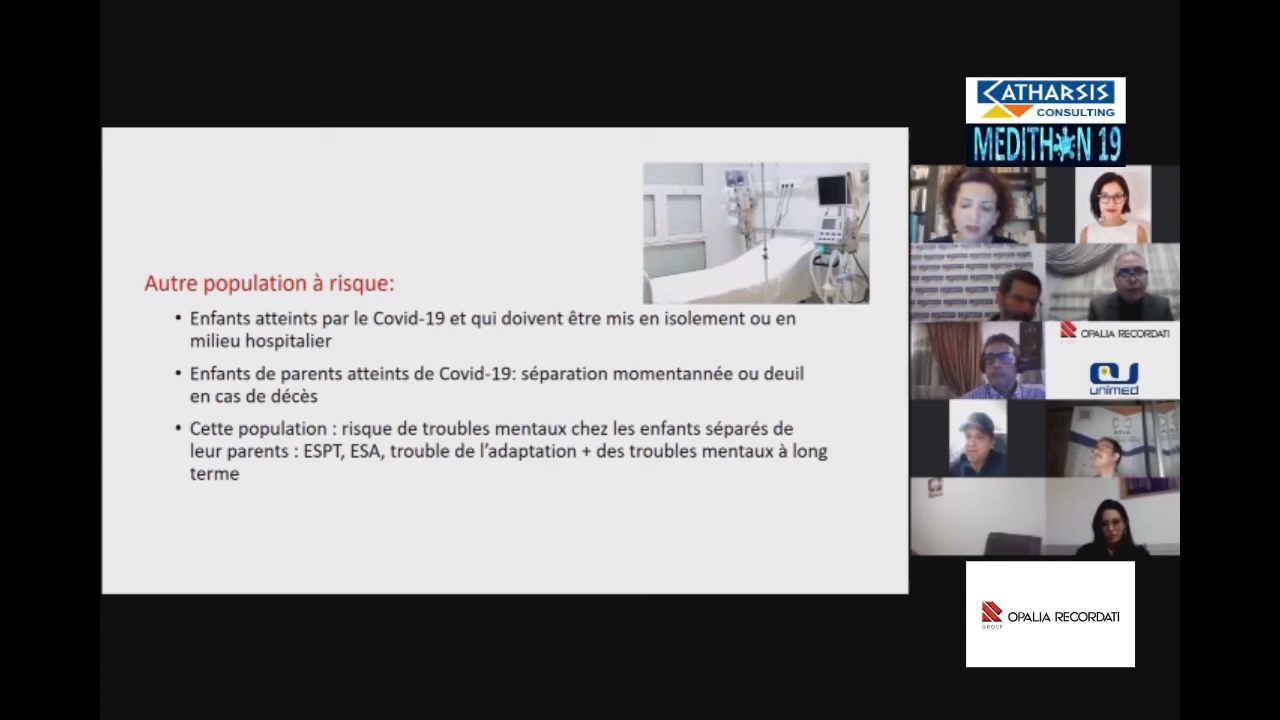 CATHARSIS
CONSULTING
MEDITHON 19
Autre population à risque:
• Enfants atteints par le Covid-19 et qui doivent être mis en isolement ou en
milieu hospitalier
• Enfants de parents atteints de Covid-19: séparation momentannée ou deuil
en cas de décès
• Cette population : risque de troubles mentaux chez les enfants séparés de
leur parents : ESPT, ESA, trouble de l’adaptation + des troubles mentaux à long
terme
OPALIA RECORDATI
unimed
GROUP
OPALIA RECORDATI